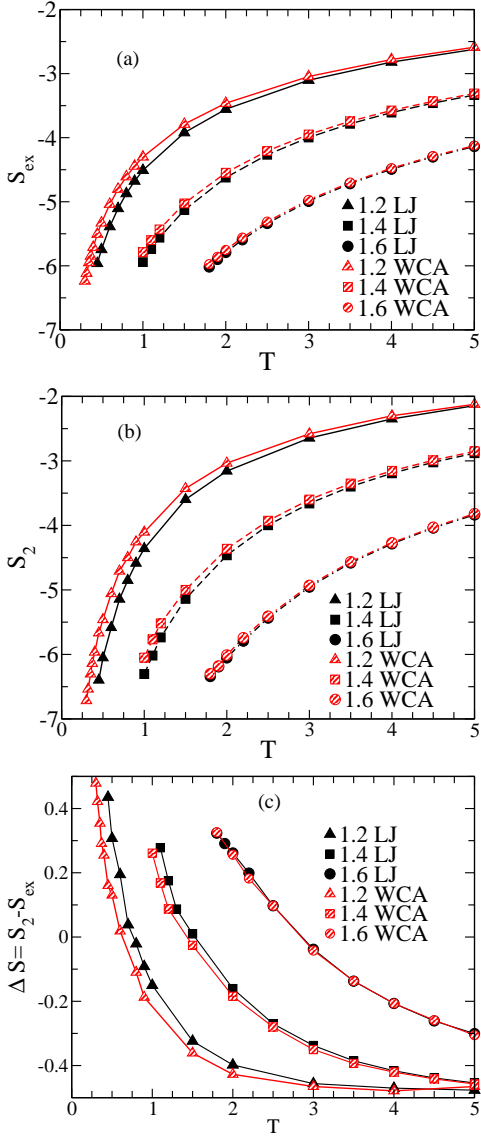 (a)
-2
-3
-4
-5
-6
-7
S_ex
1.2 LJ
1.4 LJ
1.6 LJ
1.2 WCA
1.4 WCA
1.6 WCA
0 1 2 3 4 5
T
(b)
-2
-3
-4
-5
-6
-7
S_2
1.2 LJ
1.4 LJ
1.6 LJ
1.2 WCA
1.4 WCA
1.6 WCA
0 1 2 3 4 5
T
(c)
0.4
0.2
0
-0.2
-0.4
Δ S= S_2-S_ex
1.2 LJ
1.4 LJ
1.6 LJ
1.2 WCA
1.4 WCA
1.6 WCA
0 1 2 3 4 5
T